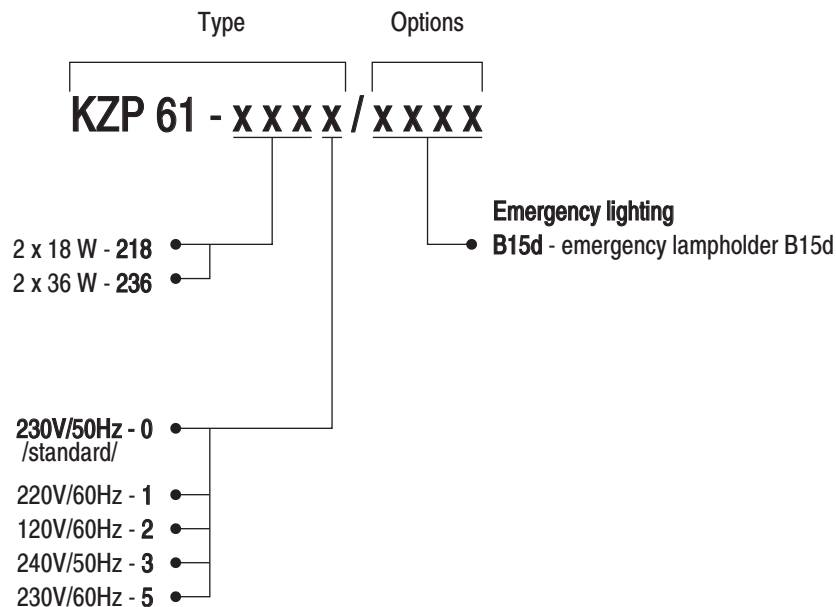 Type Options
KZP 61 - x x x x / x x x x
Emergency lighting
2 x 18 W - 218
B15d - emergency lampholder B15d
2 x 36 W - 236
230V/50Hz - 0
/standard/
220V/60Hz - 1
120V/60Hz - 2
240V/50Hz - 3
230V/60Hz - 5